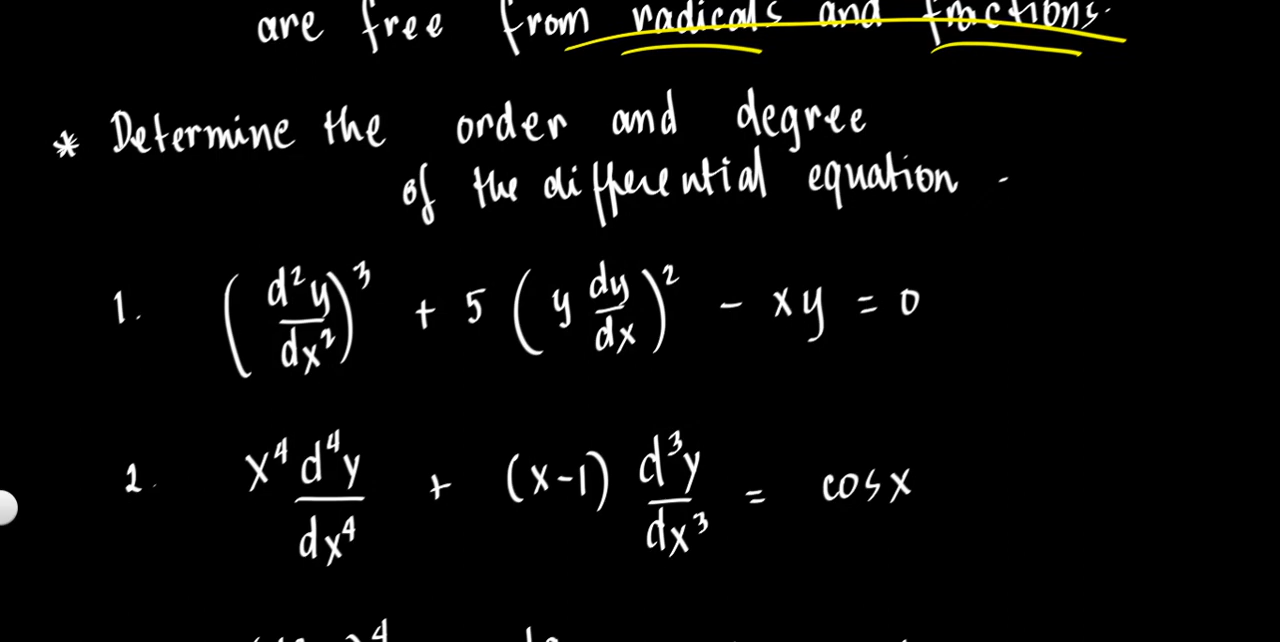 are free from radicals and fractions.
* Determine the order and degree
of the differential equation.
1. (d²y/dx²)³ + 5 (y dy/dx)² - xy = 0
2. x⁴ d⁴y/dx⁴ + (x-1) d³y/dx³ = cosx